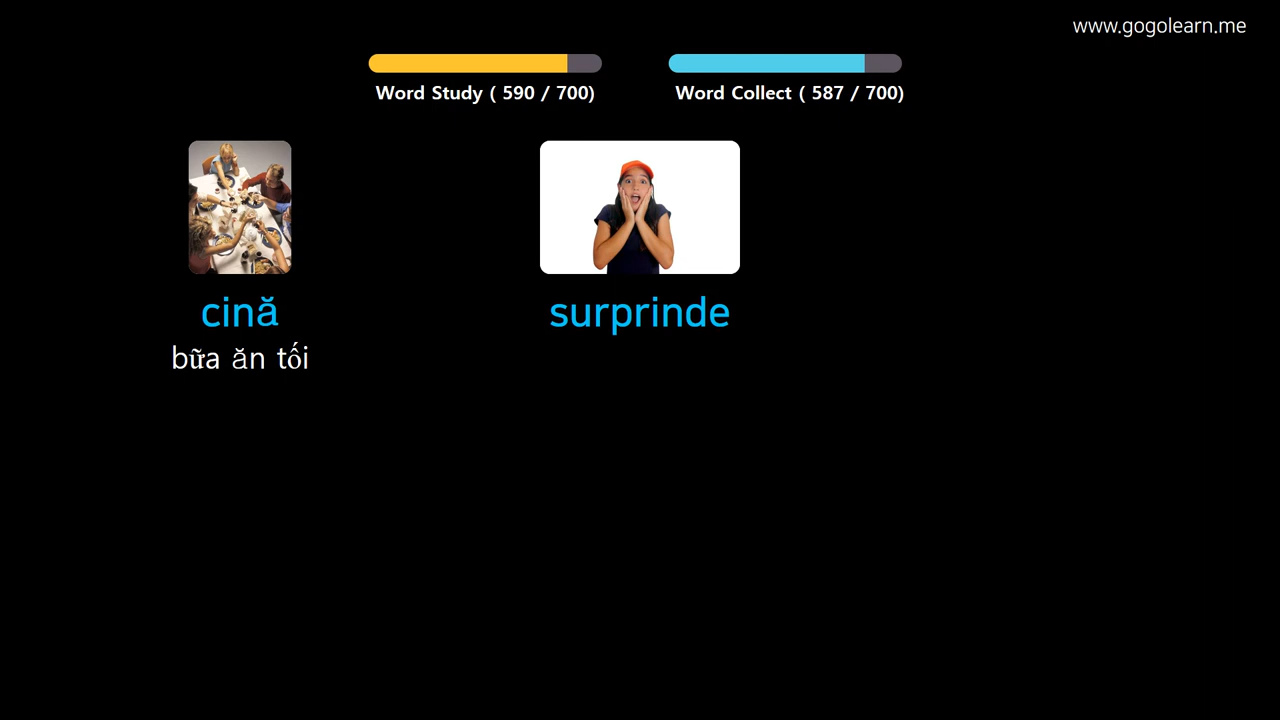 www.gogolearn.me
Word Study ( 590 / 700)
Word Collect ( 587 / 700)
cină
surprinde
bữa ăn tối